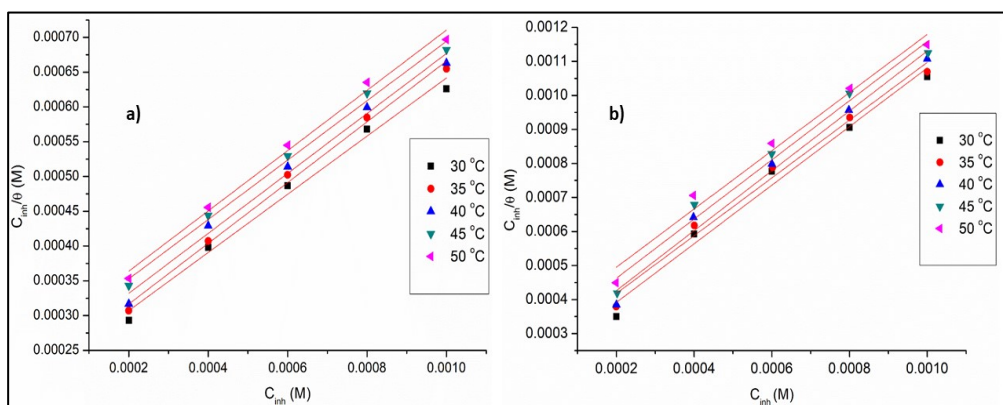 a)
C_inh/θ (M)
0.00070
0.00065
0.00060
0.00055
0.00050
0.00045
0.00040
0.00035
0.00030
0.00025
0.0002 0.0004 0.0006 0.0008 0.0010
C_inh (M)
30 °C
35 °C
40 °C
45 °C
50 °C
b)
C_inh/θ (M)
0.0012
0.0011
0.0010
0.0009
0.0008
0.0007
0.0006
0.0005
0.0004
0.0003
0.0002 0.0004 0.0006 0.0008 0.0010
C_inh (M)
30 °C
35 °C
40 °C
45 °C
50 °C